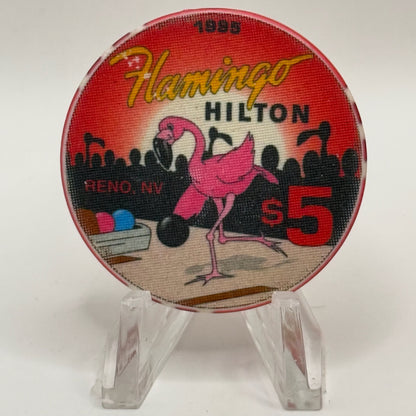 1995
Flamingo
HILTON
RENO, NV
$5